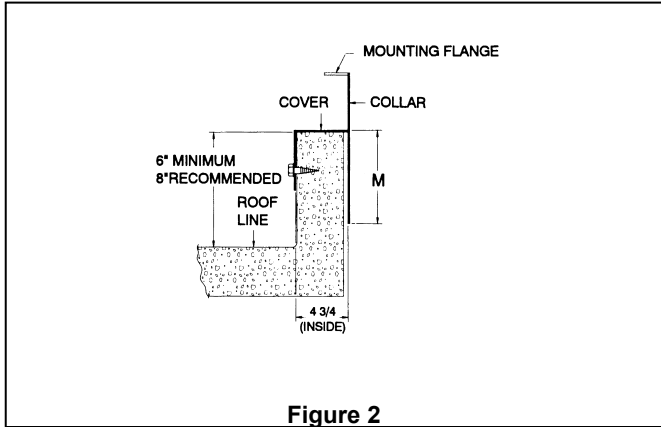 MOUNTING FLANGE
COVER
COLLAR
6" MINIMUM
8"RECOMMENDED
M
ROOF
LINE
4 3/4
(INSIDE)
Figure 2